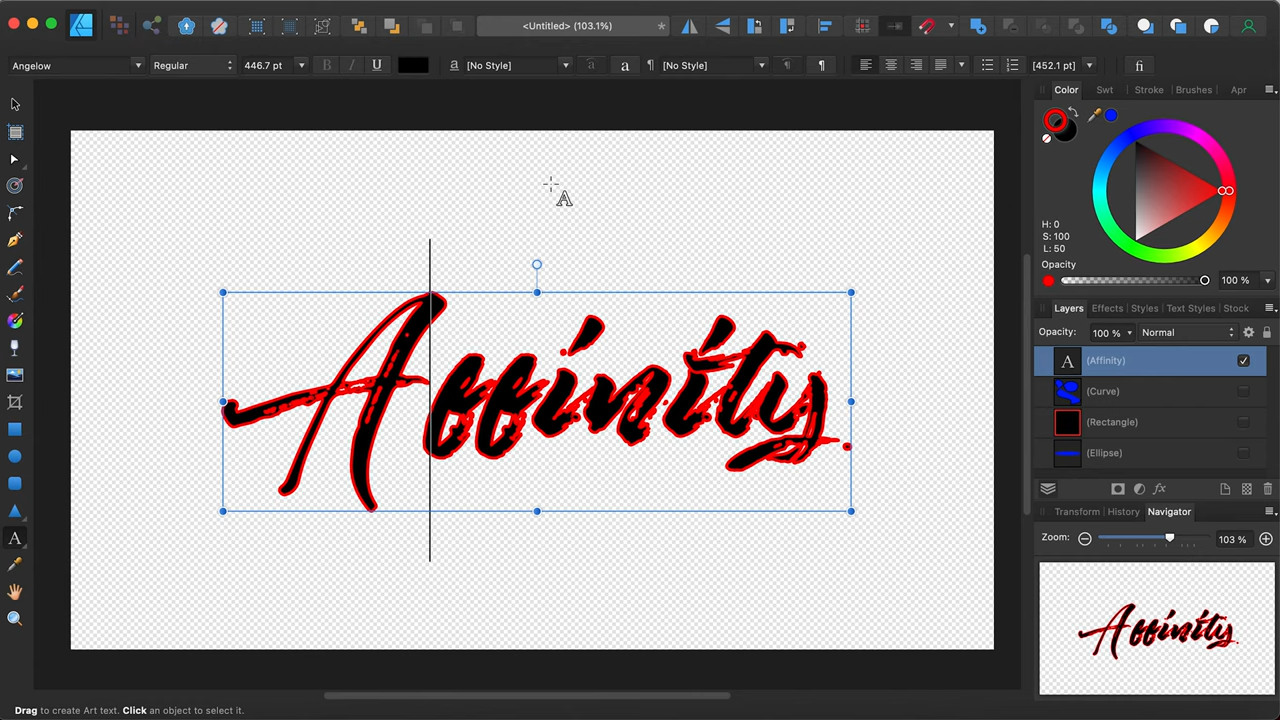 <Untitled> (103.1%) *
Angelow Regular 446.7 pt B I U a [No Style] a a ¶ [No Style] ¶ ¶ [452.1 pt] fi
Color Swt Stroke Brushes Apr
H: 0
S: 100
L: 50
Opacity
100 %
Layers Effects Styles Text Styles Stock
Opacity: 100 % Normal
A (Affinity)
(Curve)
(Rectangle)
(Ellipse)
fx
Transform History Navigator
Zoom: 103 %
A
Affinity
Affinity
A
Drag to create Art text. Click an object to select it.